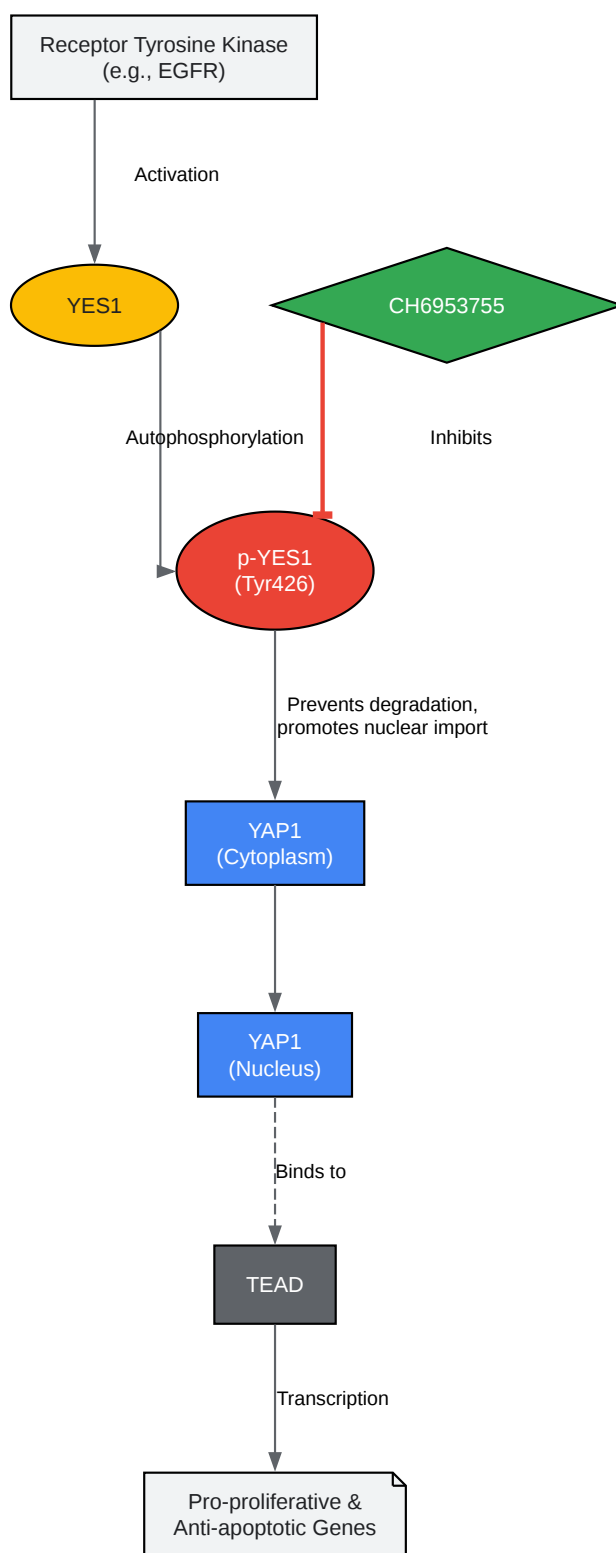 Receptor Tyrosine Kinase
(e.g., EGFR)
Activation
YES1
CH6953755
Autophosphorylation
Inhibits
p-YES1
(Tyr426)
Prevents degradation,
promotes nuclear import
YAP1
(Cytoplasm)
YAP1
(Nucleus)
Binds to
TEAD
Transcription
Pro-proliferative &
Anti-apoptotic Genes